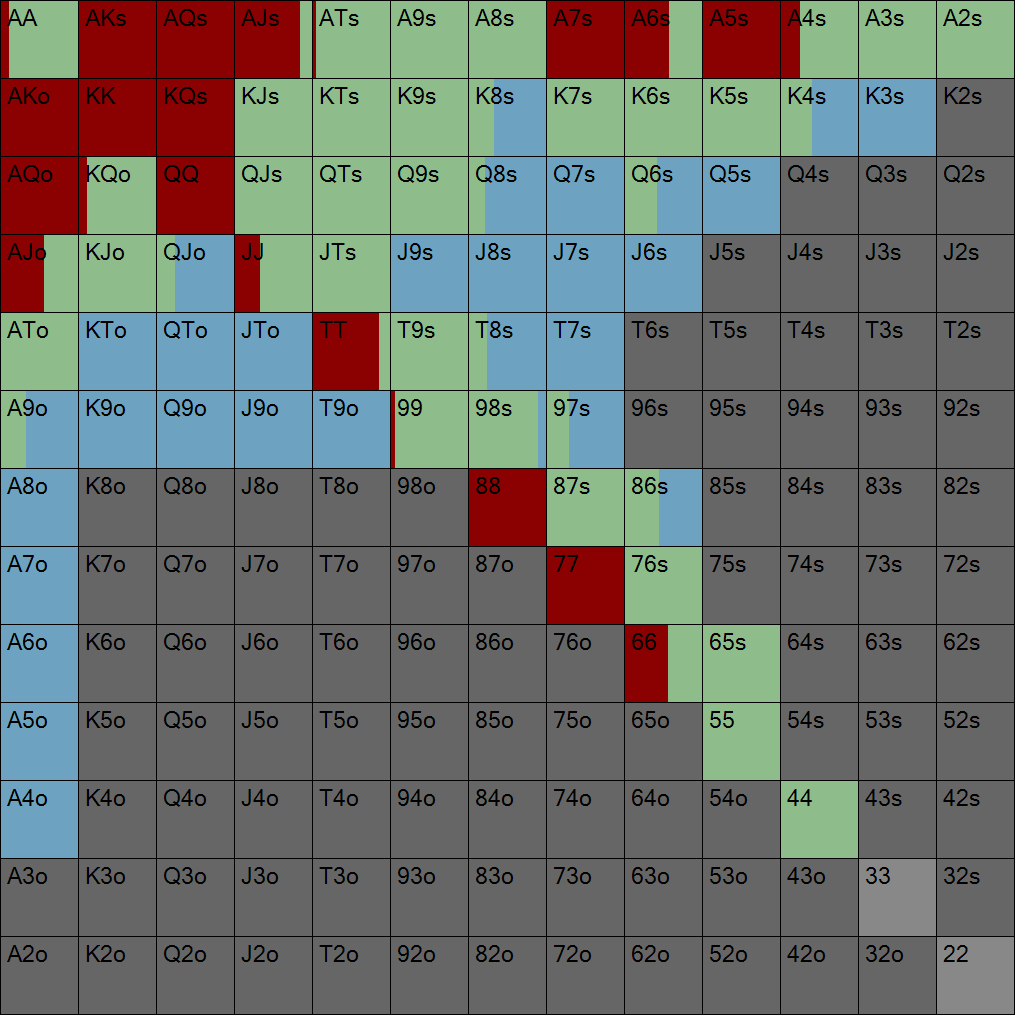 AA AKs AQs AJs ATs A9s A8s A7s A6s A5s A4s A3s A2s
AKo KK KQs KJs KTs K9s K8s K7s K6s K5s K4s K3s K2s
AQo KQo QQ QJs QTs Q9s Q8s Q7s Q6s Q5s Q4s Q3s Q2s
AJo KJo QJo JJ JTs J9s J8s J7s J6s J5s J4s J3s J2s
ATo KTo QTo JTo TT T9s T8s T7s T6s T5s T4s T3s T2s
A9o K9o Q9o J9o T9o 99 98s 97s 96s 95s 94s 93s 92s
A8o K8o Q8o J8o T8o 98o 88 87s 86s 85s 84s 83s 82s
A7o K7o Q7o J7o T7o 97o 87o 77 76s 75s 74s 73s 72s
A6o K6o Q6o J6o T6o 96o 86o 76o 66 65s 64s 63s 62s
A5o K5o Q5o J5o T5o 95o 85o 75o 65o 55 54s 53s 52s
A4o K4o Q4o J4o T4o 94o 84o 74o 64o 54o 44 43s 42s
A3o K3o Q3o J3o T3o 93o 83o 73o 63o 53o 43o 33 32s
A2o K2o Q2o J2o T2o 92o 82o 72o 62o 52o 42o 32o 22